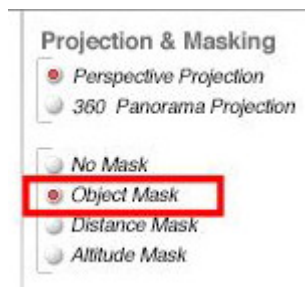 Projection & Masking
Perspective Projection
360 Panorama Projection
No Mask
Object Mask
Distance Mask
Altitude Mask